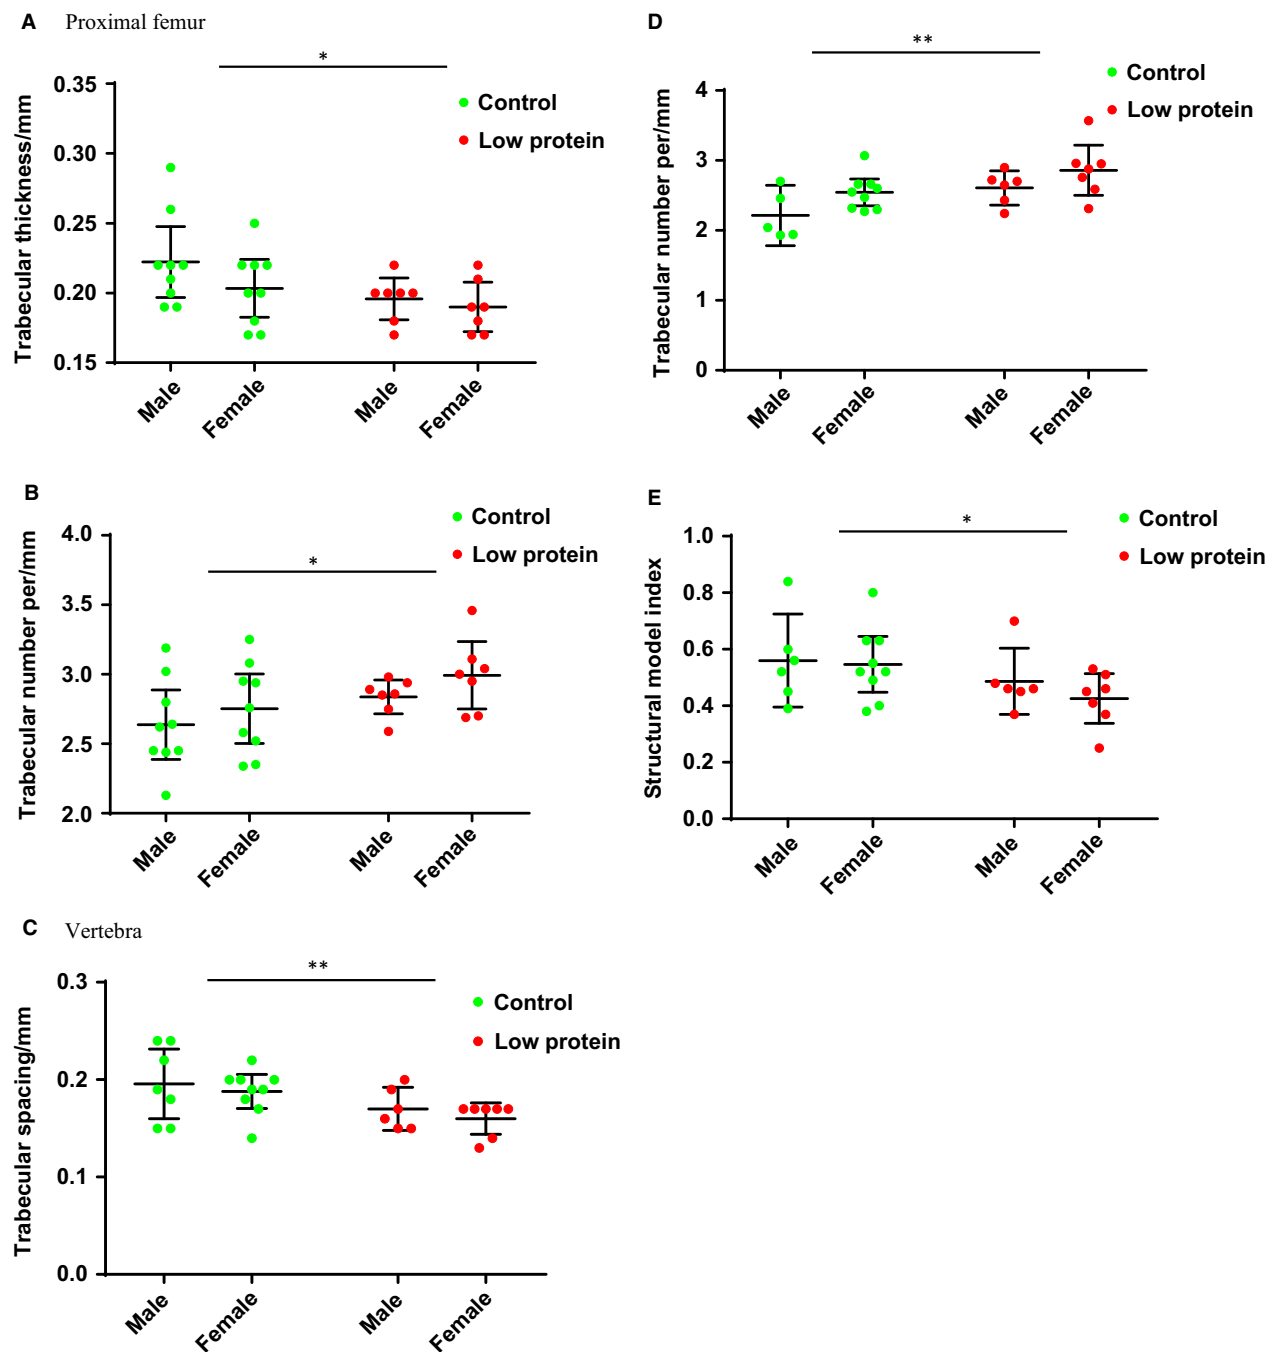 A Proximal femur
*
Control
Low protein
Trabecular thickness/mm
0.35
0.30
0.25
0.20
0.15
Male
Female
Male
Female
B
*
Control
Low protein
Trabecular number per/mm
4.0
3.5
3.0
2.5
2.0
Male
Female
Male
Female
C Vertebra
**
Control
Low protein
Trabecular spacing/mm
0.3
0.2
0.1
0.0
Male
Female
Male
Female
D
**
Control
Low protein
Trabecular number per/mm
4
3
2
1
0
Male
Female
Male
Female
E
*
Control
Low protein
Structural model index
1.0
0.8
0.6
0.4
0.2
0.0
Male
Female
Male
Female